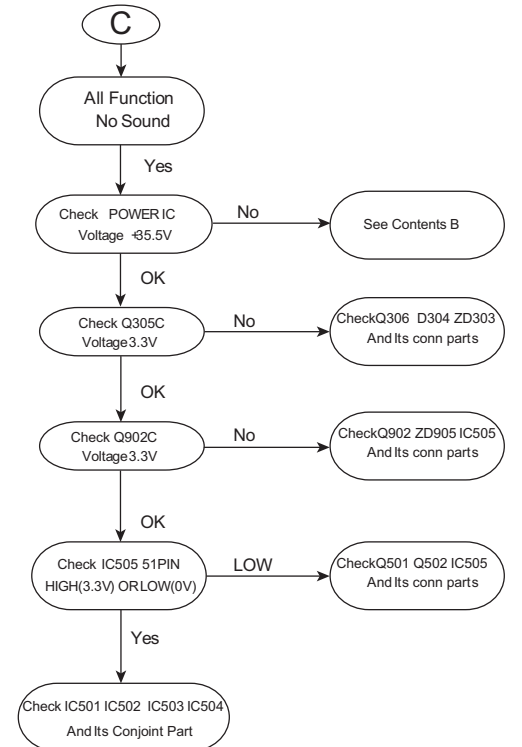 C
All Function
No Sound
Yes
Check POWER IC
Voltage +35.5V
No
See Contents B
OK
Check Q305C
Voltage3.3V
No
CheckQ306 D304 ZD303
And Its conn parts
OK
Check Q902C
Voltage3.3V
No
CheckQ902 ZD905 IC505
And Its conn parts
OK
Check IC505 51PIN
HIGH(3.3V) OR LOW(0V)
LOW
CheckQ501 Q502 IC505
And Its conn parts
Yes
Check IC501 IC502 IC503 IC504
And Its Conjoint Part